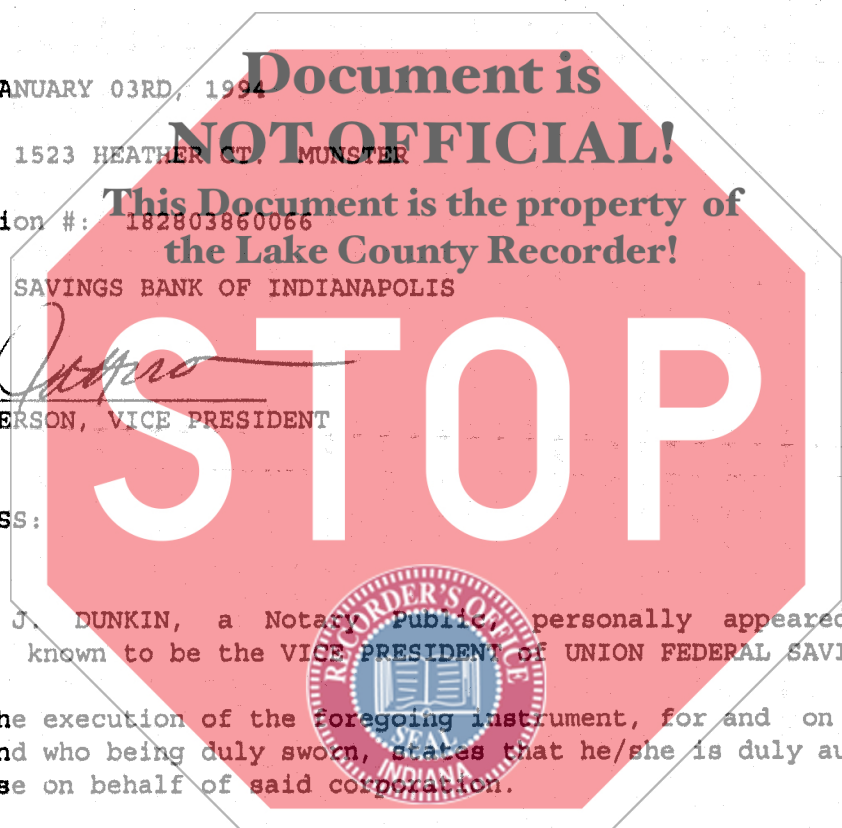 ANUARY 03RD, 1994
Document is
NOT OFFICIAL!
1523 HEATHER CT. MUNSTER
This Document is the property of
ion #: 182803860066
the Lake County Recorder!
SAVINGS BANK OF INDIANAPOLIS
STOP
ERSON, VICE PRESIDENT
SS:
J. DUNKIN, a Notary Public, personally appeared
known to be the VICE PRESIDENT of UNION FEDERAL SAVI
he execution of the foregoing instrument, for and on
nd who being duly sworn, states that he/she is duly au
se on behalf of said corporation.
RECORDER'S OFFICE
SEAL
INDIANA